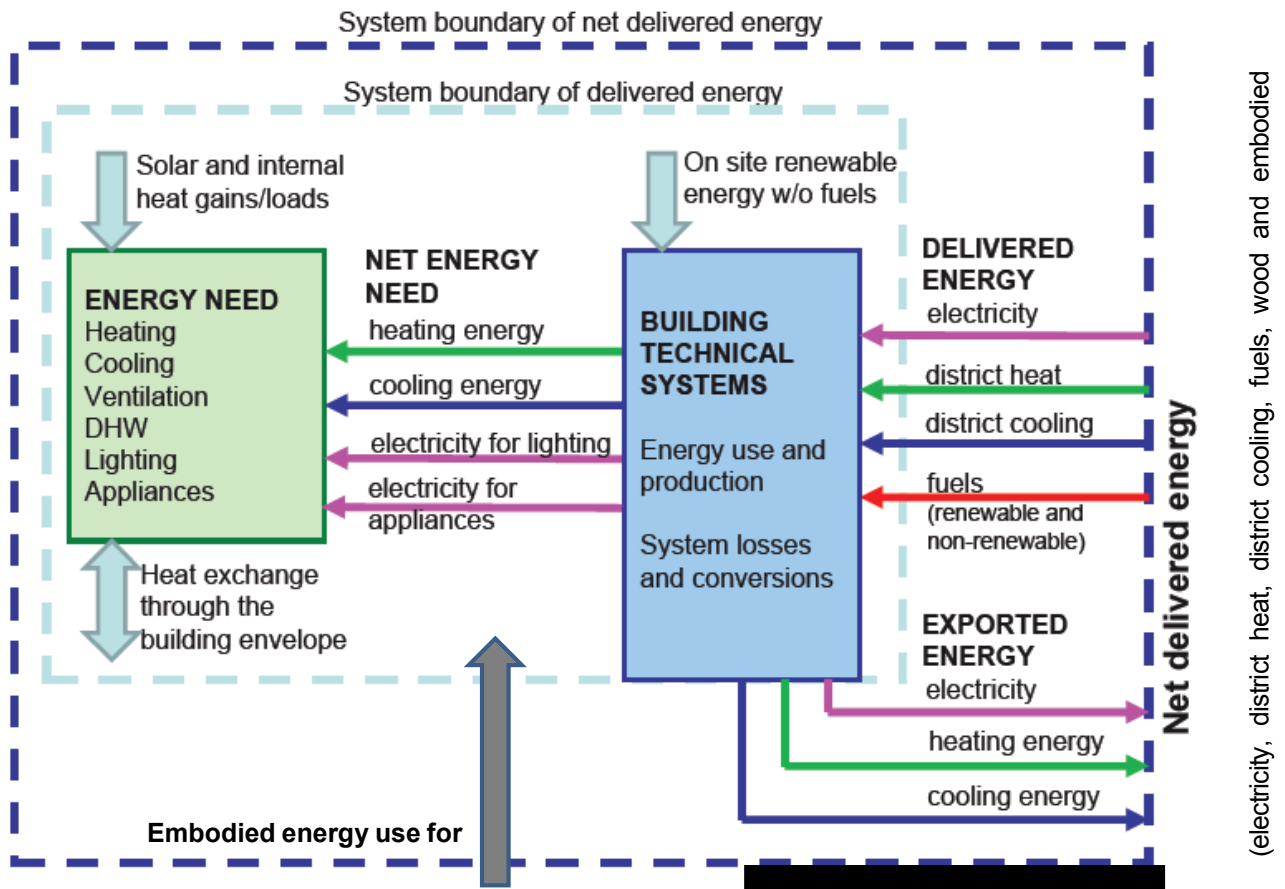 System boundary of net delivered energy
System boundary of delivered energy
Solar and internal
heat gains/loads
On site renewable
energy w/o fuels
ENERGY NEED
Heating
Cooling
Ventilation
DHW
Lighting
Appliances
NET ENERGY
NEED
heating energy
cooling energy
electricity for lighting
electricity for
appliances
BUILDING
TECHNICAL
SYSTEMS
Energy use and
production
System losses
and conversions
DELIVERED
ENERGY
electricity
district heat
district cooling
fuels
(renewable and
non-renewable)
Heat exchange
through the
building envelope
EXPORTED
ENERGY
electricity
heating energy
cooling energy
Embodied energy use for
Net delivered energy
(electricity, district heat, district cooling, fuels, wood and embodied